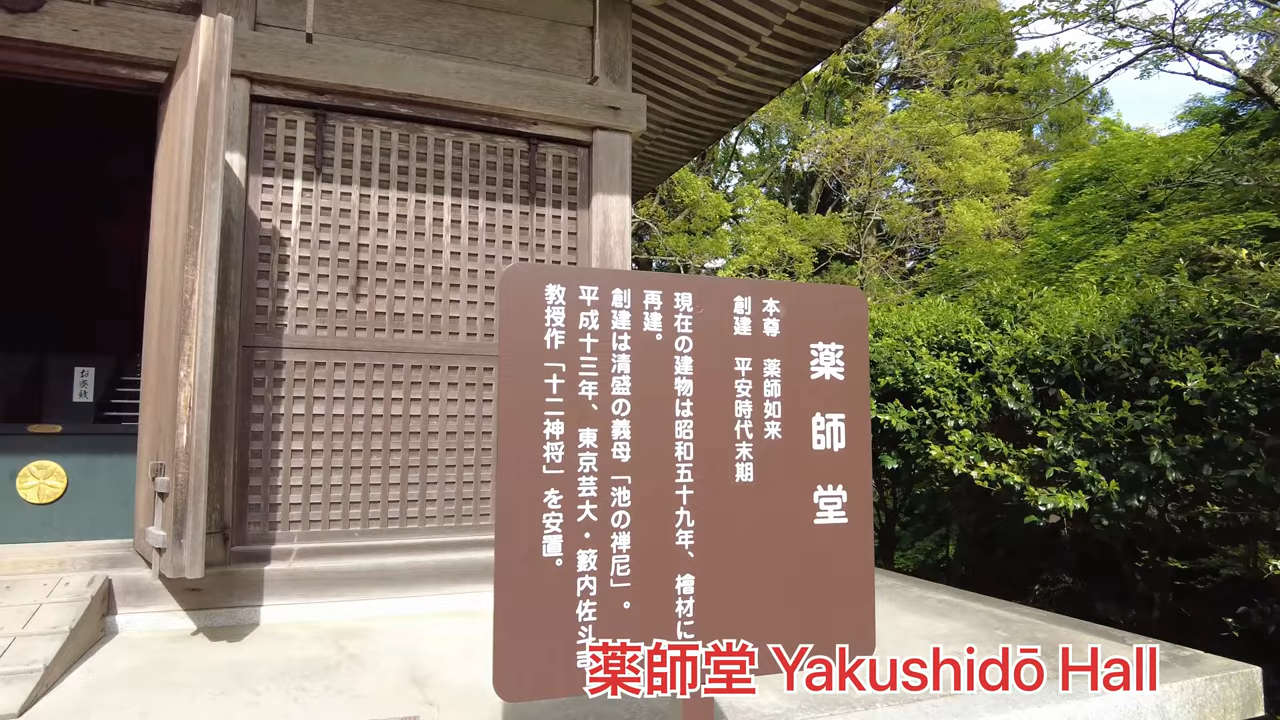 薬師堂
本尊 薬師如来
創建 平安時代末期
現在の建物は昭和五十九年、檜材に
再建。
創建は清盛の義母「池の禅尼」。
平成十三年、東京芸大・籔内佐斗司
教授作「十二神将」を安置。
お賽銭
薬師堂 Yakushidō Hall